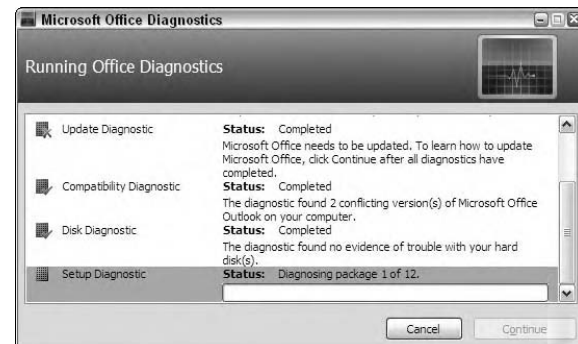 Microsoft Office Diagnostics
Running Office Diagnostics
Update Diagnostic
Status: Completed
Microsoft Office needs to be updated. To learn how to update
Microsoft Office, click Continue after all diagnostics have
completed.
Compatibility Diagnostic
Status: Completed
The diagnostic found 2 conflicting version(s) of Microsoft Office
Outlook on your computer.
Disk Diagnostic
Status: Completed
The diagnostic found no evidence of trouble with your hard
disk(s).
Setup Diagnostic
Status: Diagnosing package 1 of 12.
Cancel
Continue